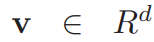 v ∈ R^d